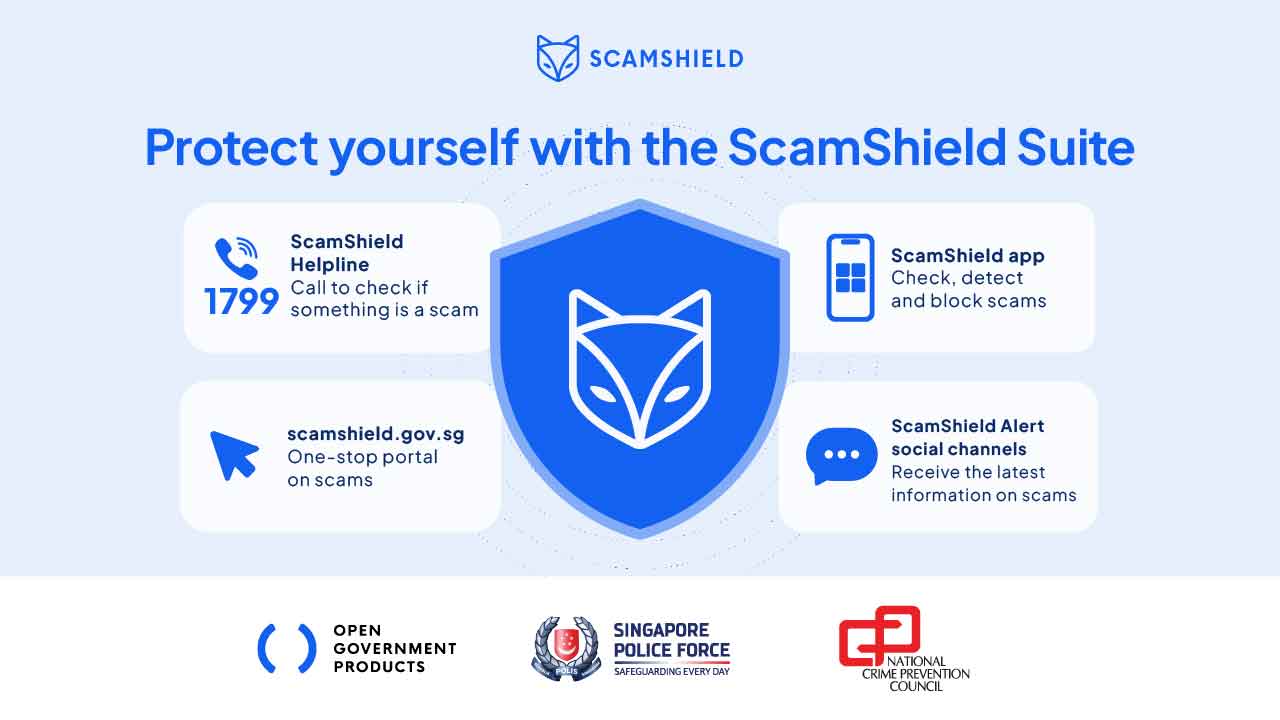 SCAMSHIELD
Protect yourself with the ScamShield Suite
ScamShield
Helpline
1799
Call to check if
something is a scam
ScamShield app
Check, detect
and block scams
scamshield.gov.sg
One-stop portal
on scams
ScamShield Alert
social channels
Receive the latest
information on scams
OPEN
GOVERNMENT
PRODUCTS
POLIS
SINGAPORE
POLICE FORCE
SAFEGUARDING EVERY DAY
NATIONAL
CRIME PREVENTION
COUNCIL